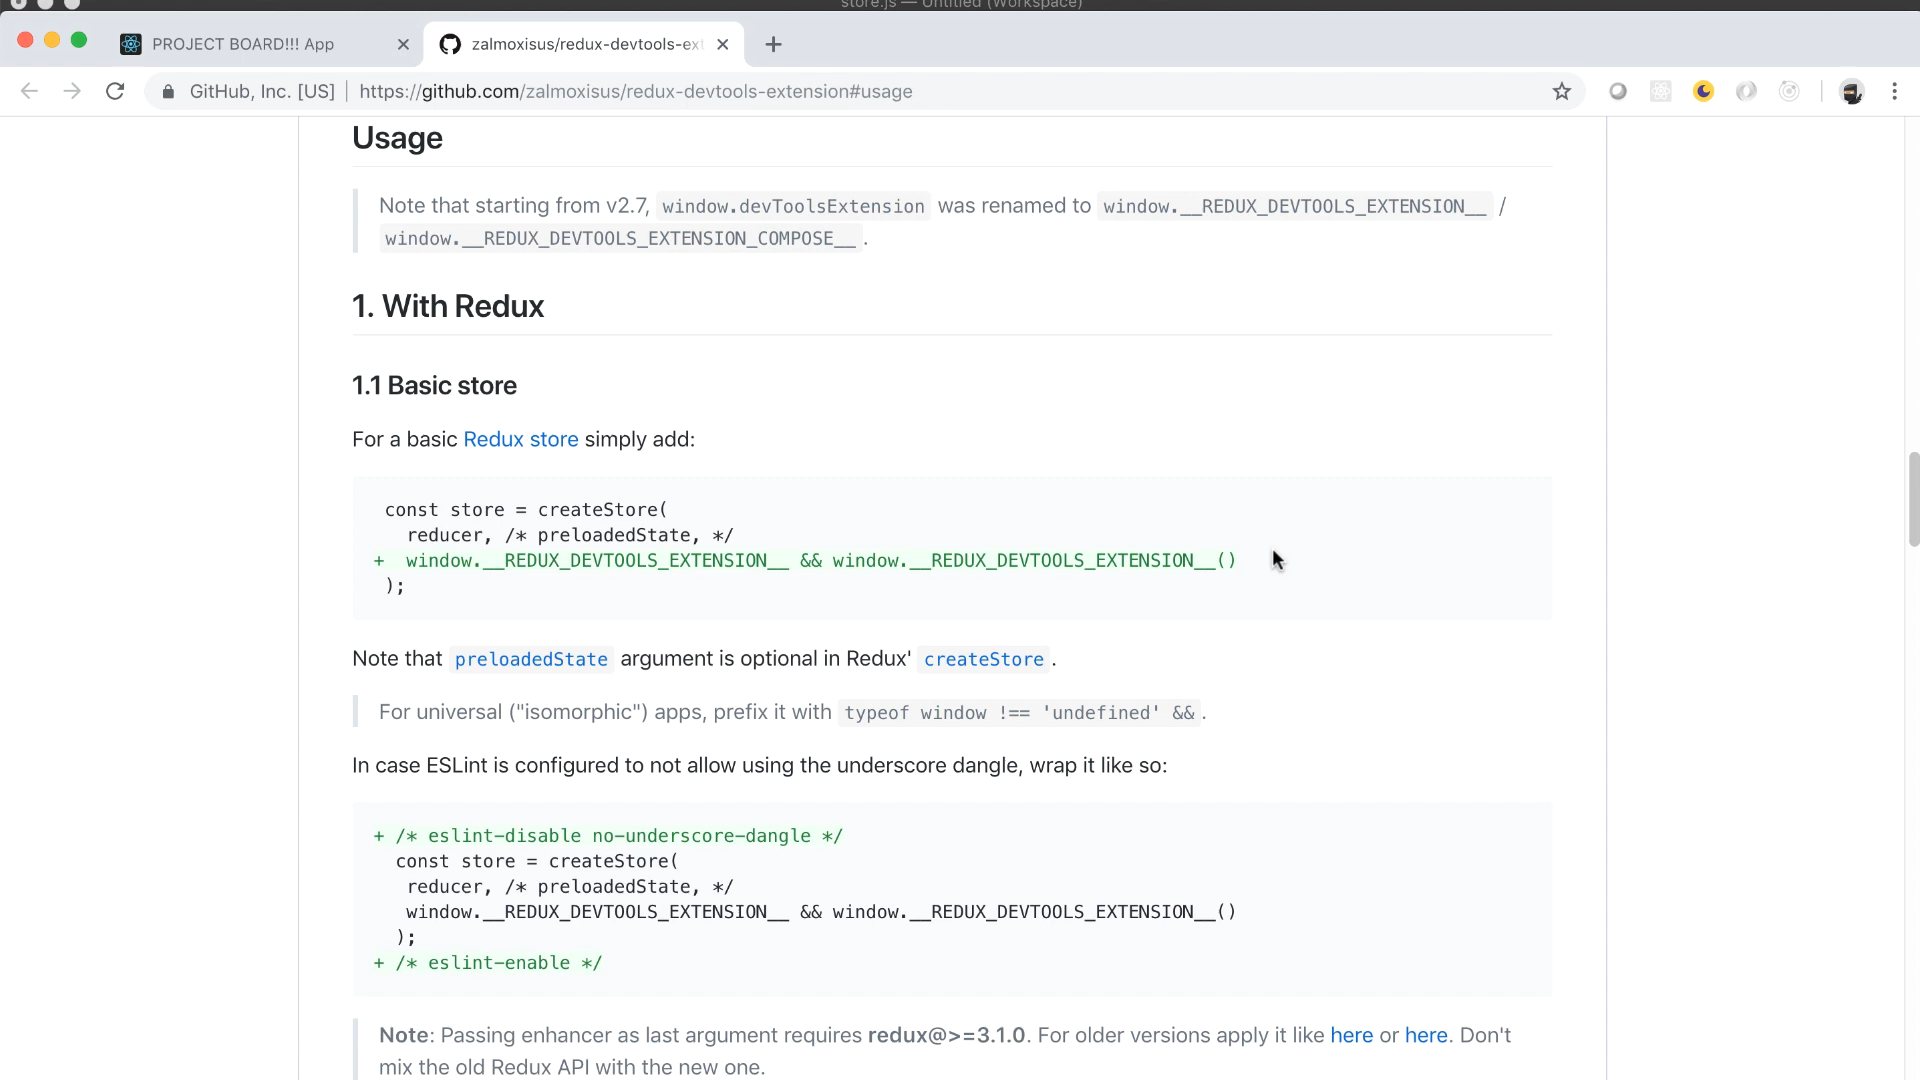 store.js — Untitled (Workspace)
PROJECT BOARD!!! App
zalmoxisus/redux-devtools-ext
GitHub, Inc. [US] | https://github.com/zalmoxisus/redux-devtools-extension#usage
Usage
Note that starting from v2.7, window.devToolsExtension was renamed to window.__REDUX_DEVTOOLS_EXTENSION__ /
window.__REDUX_DEVTOOLS_EXTENSION_COMPOSE__ .
1. With Redux
1.1 Basic store
For a basic Redux store simply add:
const store = createStore(
reducer, /* preloadedState, */
+ window.__REDUX_DEVTOOLS_EXTENSION__ && window.__REDUX_DEVTOOLS_EXTENSION__()
);
Note that preloadedState argument is optional in Redux' createStore .
For universal ("isomorphic") apps, prefix it with typeof window !== 'undefined' && .
In case ESLint is configured to not allow using the underscore dangle, wrap it like so:
+ /* eslint-disable no-underscore-dangle */
const store = createStore(
reducer, /* preloadedState, */
window.__REDUX_DEVTOOLS_EXTENSION__ && window.__REDUX_DEVTOOLS_EXTENSION__()
);
+ /* eslint-enable */
Note: Passing enhancer as last argument requires redux@>=3.1.0. For older versions apply it like here or here. Don't
mix the old Redux API with the new one.